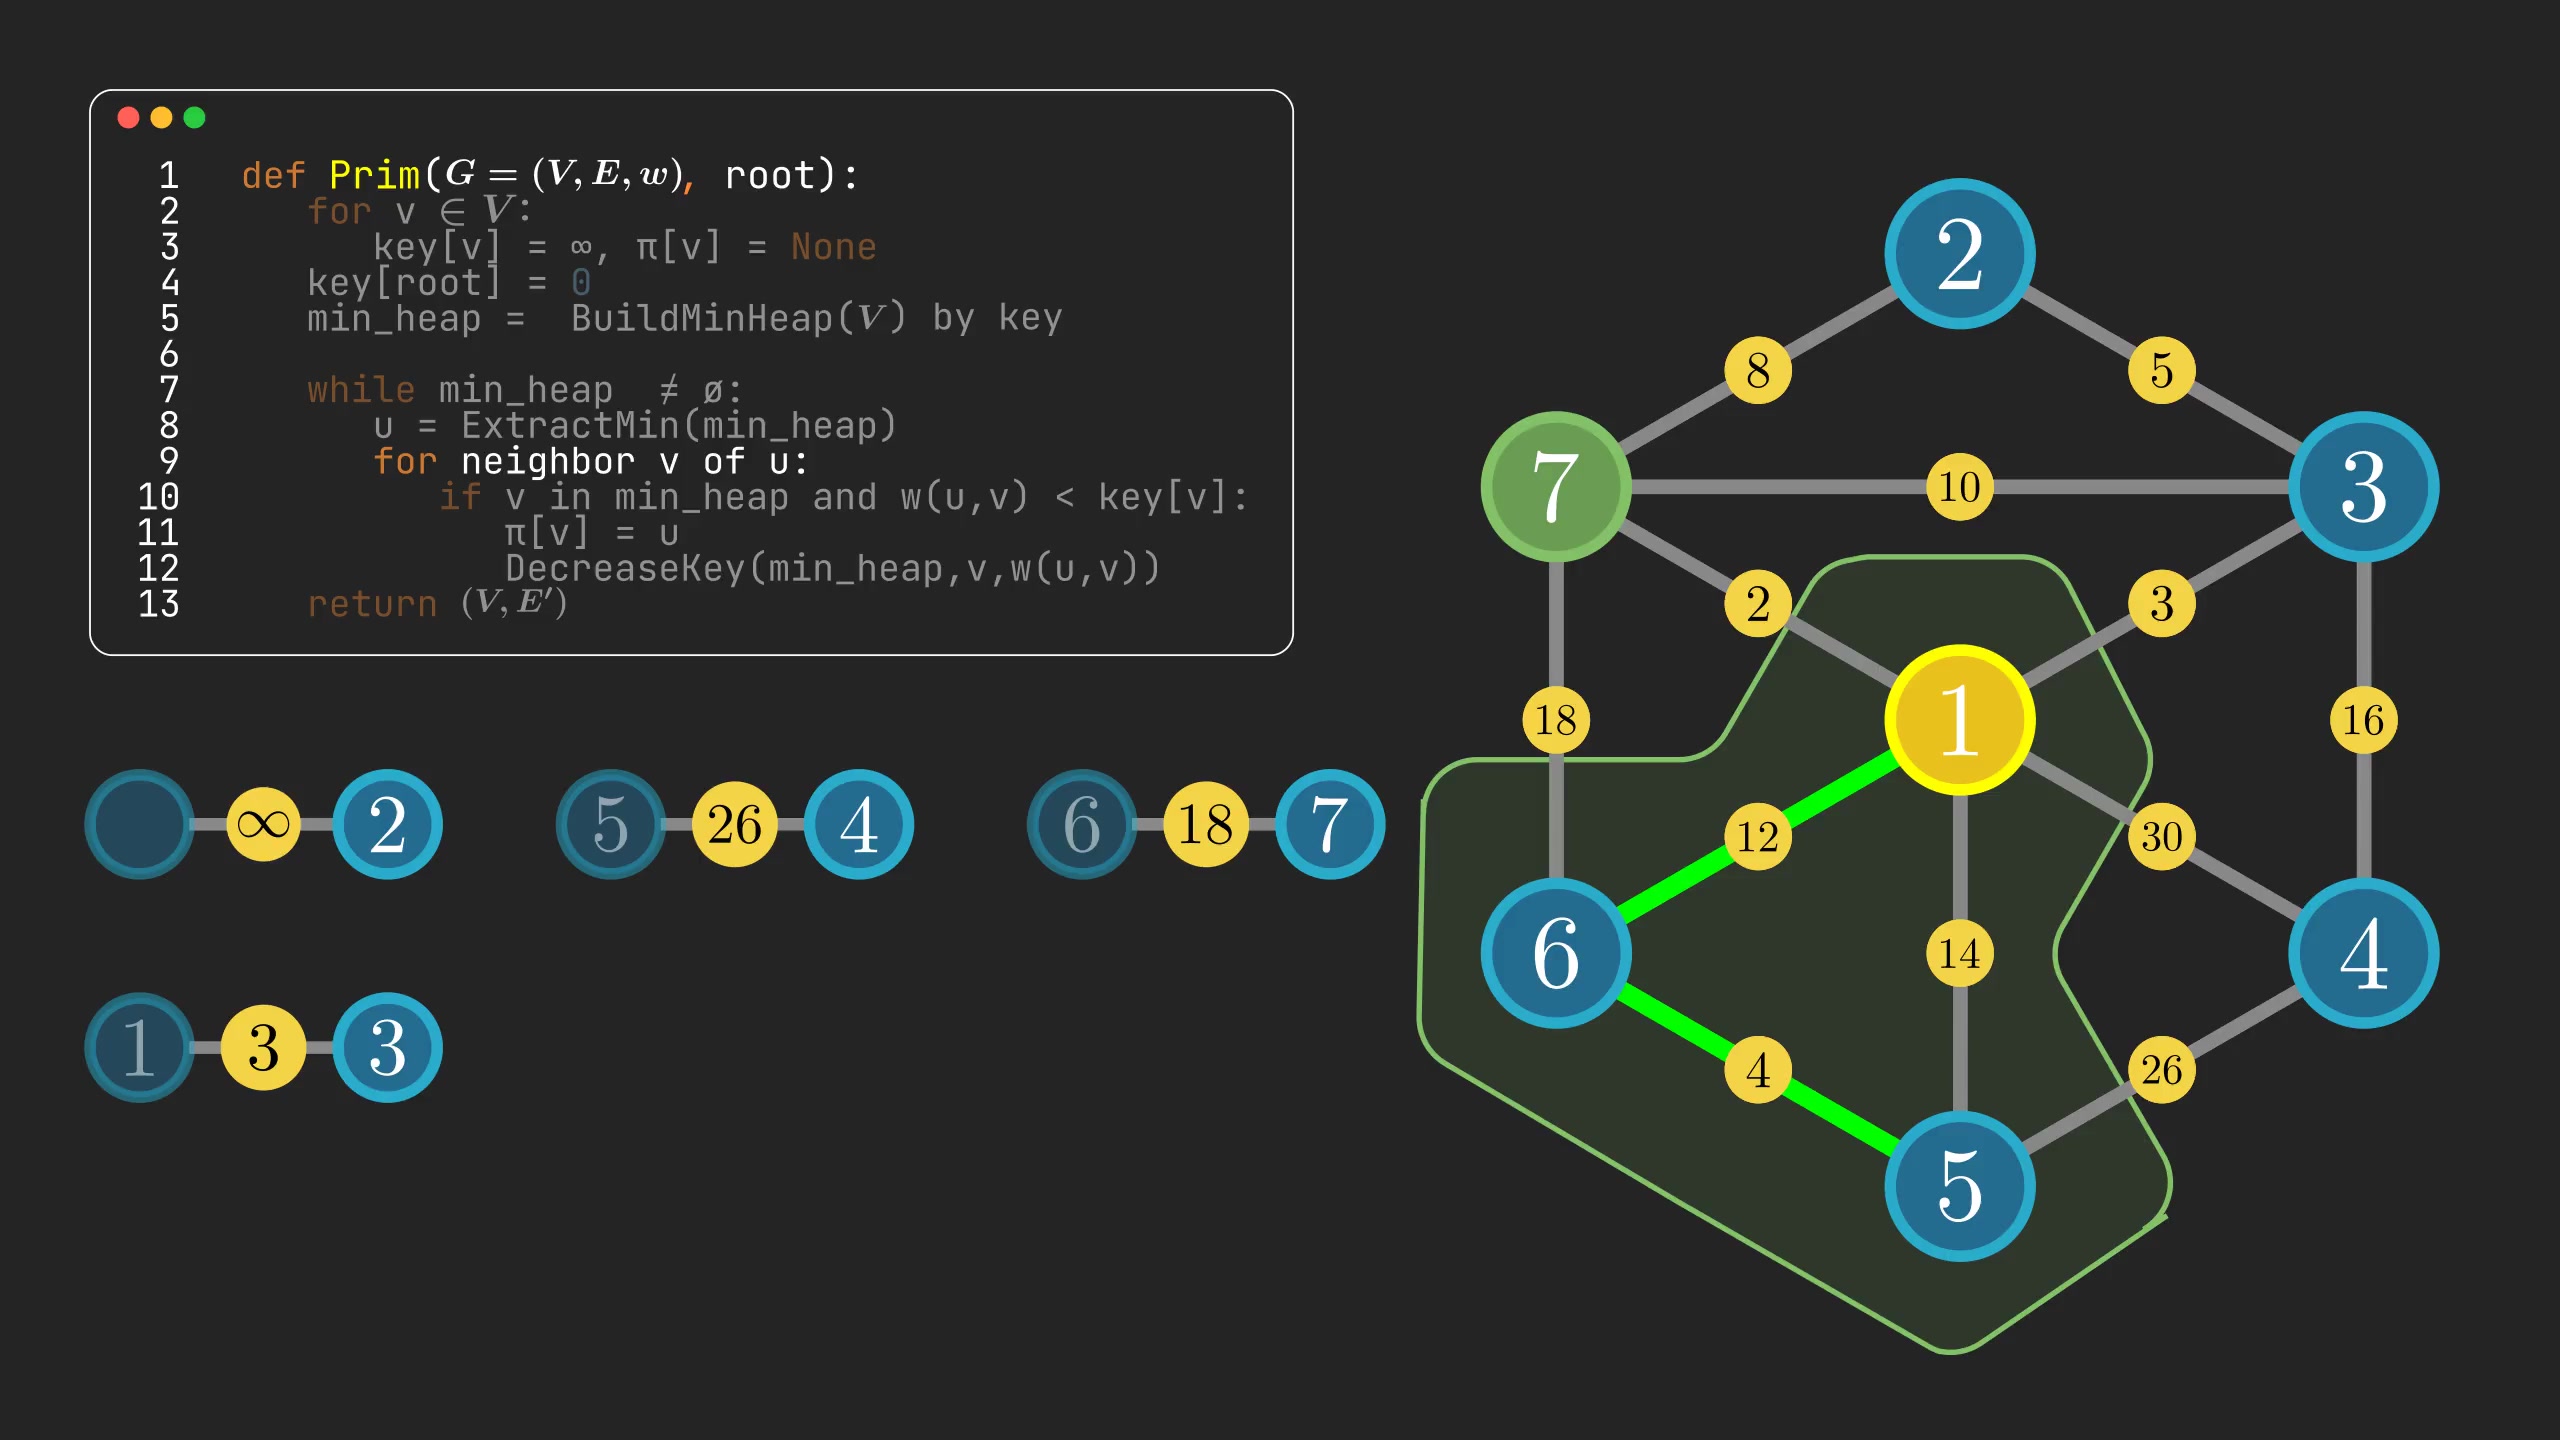 1 def Prim(G = (V, E, w), root):
2 for v ∈ V:
3 key[v] = ∞, π[v] = None
4 key[root] = 0
5 min_heap = BuildMinHeap(V) by key
6
7 while min_heap ≠ ø:
8 u = ExtractMin(min_heap)
9 for neighbor v of u:
10 if v in min_heap and w(u,v) < key[v]:
11 π[v] = u
12 DecreaseKey(min_heap,v,w(u,v))
13 return (V, E′)
∞ 2
5 26 4
6 18 7
1 3 3
2
8 5
7 10 3
2 3
18 1 16
12 30
6 14 4
4 26
5